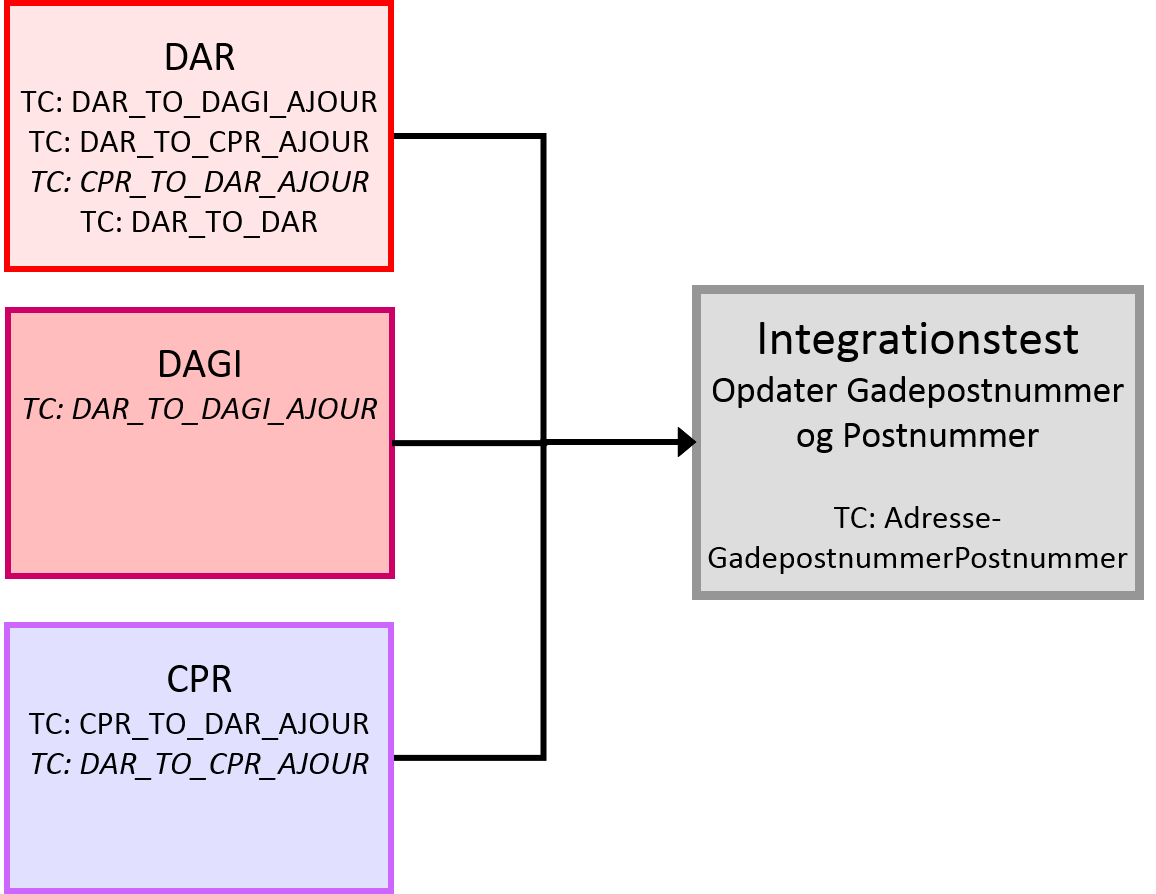 DAR
TC: DAR_TO_DAGI_AJOUR
TC: DAR_TO_CPR_AJOUR
TC: CPR_TO_DAR_AJOUR
TC: DAR_TO_DAR
DAGI
TC: DAR_TO_DAGI_AJOUR
CPR
TC: CPR_TO_DAR_AJOUR
TC: DAR_TO_CPR_AJOUR
Integrationstest
Opdater Gadepostnummer
og Postnummer
TC: Adresse-
GadepostnummerPostnummer